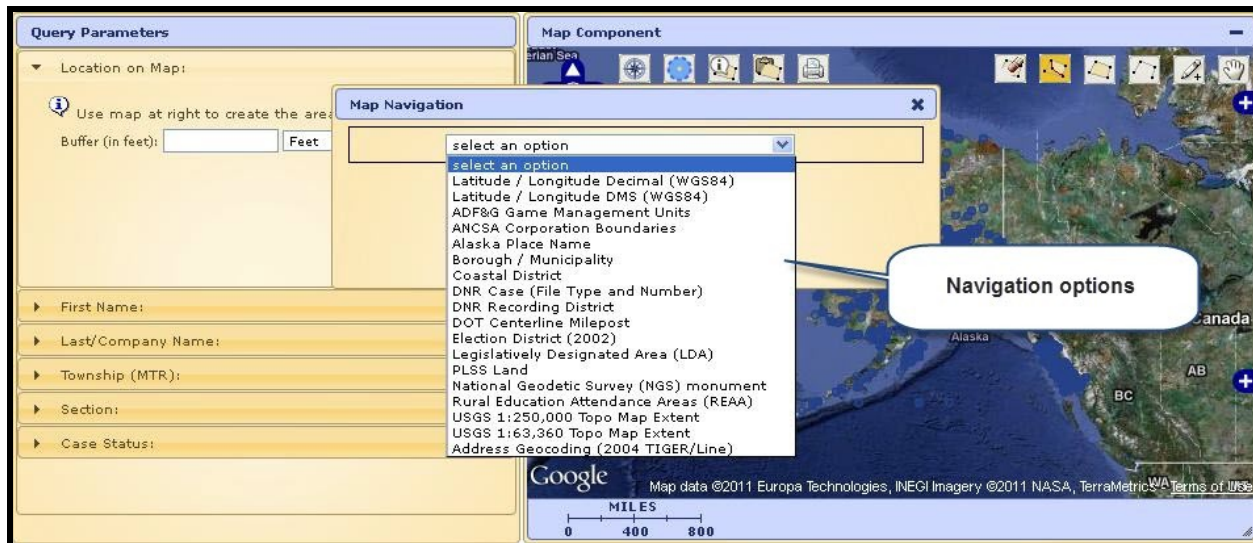 Query Parameters
Location on Map:
Use map at right to create the area
Buffer (in feet):
Feet
First Name:
Last/Company Name:
Township (MTR):
Section:
Case Status:
Map Navigation
select an option
select an option
Latitude / Longitude Decimal (WGS84)
Latitude / Longitude DMS (WGS84)
ADF&G Game Management Units
ANCSA Corporation Boundaries
Alaska Place Name
Borough / Municipality
Coastal District
DNR Case (File Type and Number)
DNR Recording District
DOT Centerline Milepost
Election District (2002)
Legislatively Designated Area (LDA)
PLSS Land
National Geodetic Survey (NGS) monument
Rural Education Attendance Areas (REAA)
USGS 1:250,000 Topo Map Extent
USGS 1:63,360 Topo Map Extent
Address Geocoding (2004 TIGER/Line)
Map Component
Sea
Navigation options
Canada
Alaska
AB
BC
WA
Google
Map data ©2011 Europa Technologies, INEGI Imagery ©2011 NASA, TerraMetrics - Terms of Use
MILES
0 400 800